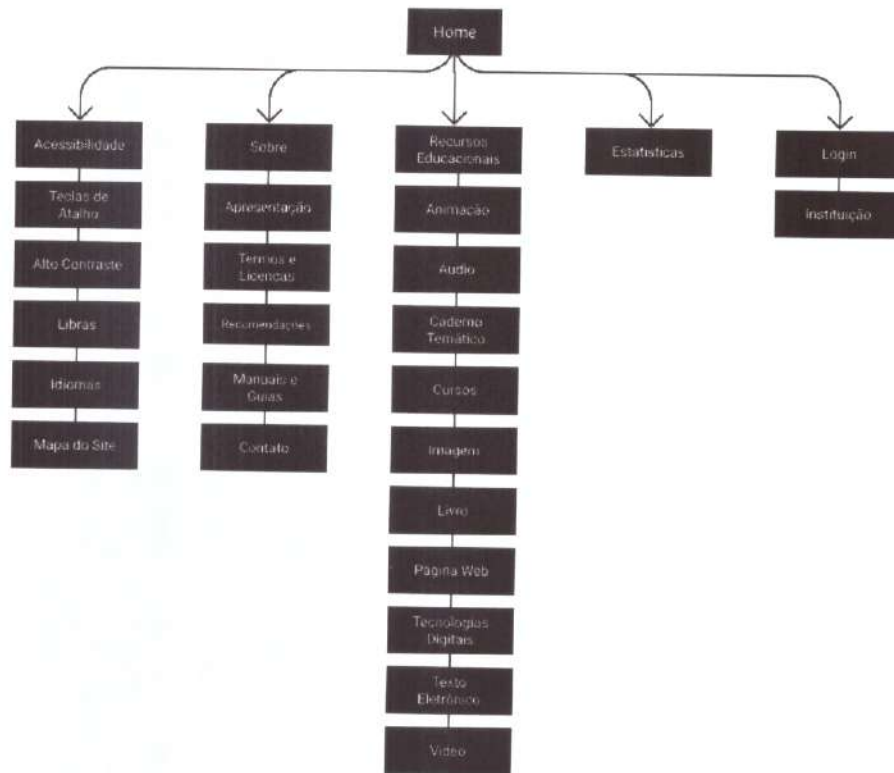 Home
Acessibilidade
Teclas de
Atalho
Alto Contraste
Libras
Idiomas
Mapa do Site
Sobre
Apresentação
Termos e
Licenças
Recomendações
Manuais e
Guias
Contato
Recursos
Educacionais
Animação
Audio
Caderno
Temático
Cursos
Imagem
Livro
Página Web
Tecnologias
Digitais
Texto
Eletrônico
Vídeo
Estatísticas
Login
Instituição